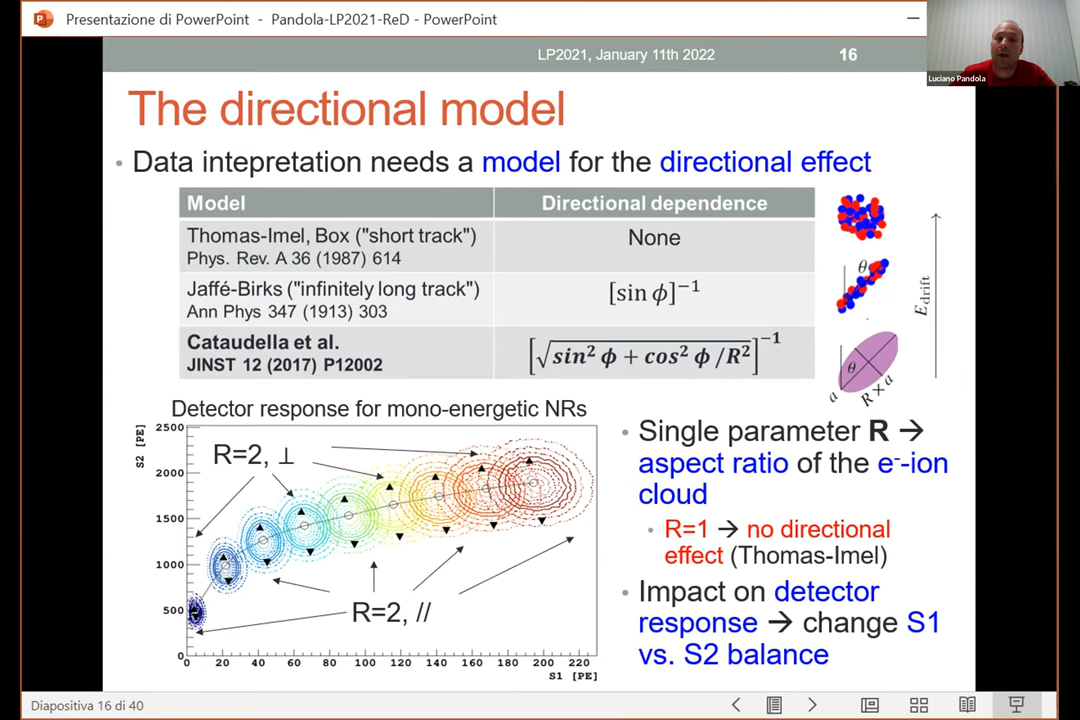 Presentazione di PowerPoint - Pandola-LP2021-ReD - PowerPoint
Luciano Pandola
LP2021, January 11th 2022
16
The directional model
• Data intepretation needs a model for the directional effect
Model Directional dependence
Thomas-Imel, Box ("short track") None
Phys. Rev. A 36 (1987) 614
Jaffé-Birks ("infinitely long track") [sin ϕ]⁻¹
Ann Phys 347 (1913) 303
Cataudella et al. [√sin² ϕ + cos² ϕ /R²]⁻¹
JINST 12 (2017) P12002
θ
E drift
θ
a
R × a
Detector response for mono-energetic NRs
S2 [PE]
2500
2000
1500
1000
500
0
R=2, ⊥
R=2, //
0 20 40 60 80 100 120 140 160 180 200 220
S1 [PE]
• Single parameter R →
aspect ratio of the e⁻-ion
cloud
• R=1 → no directional
effect (Thomas-Imel)
• Impact on detector
response → change S1
vs. S2 balance
Diapositiva 16 di 40